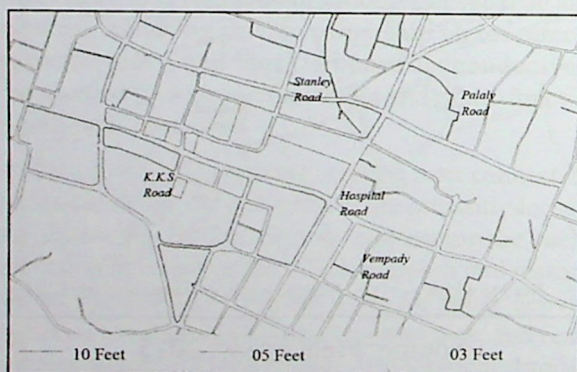 Stanley
Road
Palaly
Road
K.K.S
Road
Hospital
Road
Vempady
Road
10 Feet 05 Feet 03 Feet